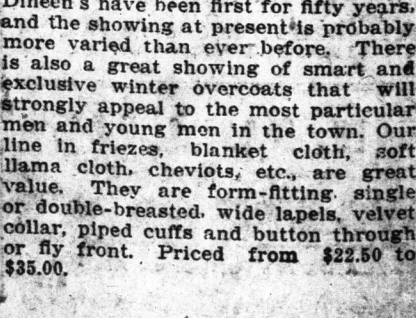 Dineen's have been first for fifty years,
and the showing at present is probably
more varied than ever before. There
is also a great showing of smart and
exclusive winter overcoats that will
strongly appeal to the most particular
men and young men in the town. Our
line in friezes, blanket cloth, soft
llama cloth, cheviots, etc., are great
value. They are form-fitting, single
or double-breasted, wide lapels, velvet
collar, piped cuffs and button through
or fly front. Priced from $22.50 to
$35.00.